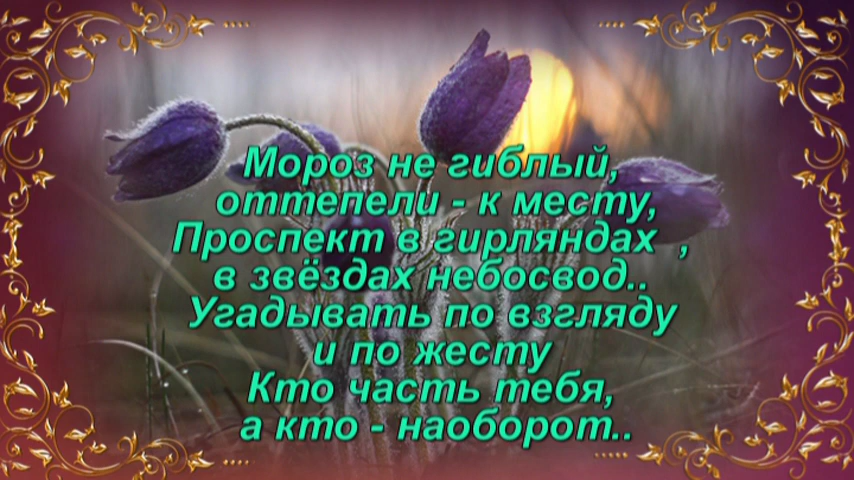 Мороз не гиблый,
оттепели - к месту,
Проспект в гирляндах ,
в звёздах небосвод..
Угадывать по взгляду
и по жесту
Кто часть тебя,
а кто - наоборот..